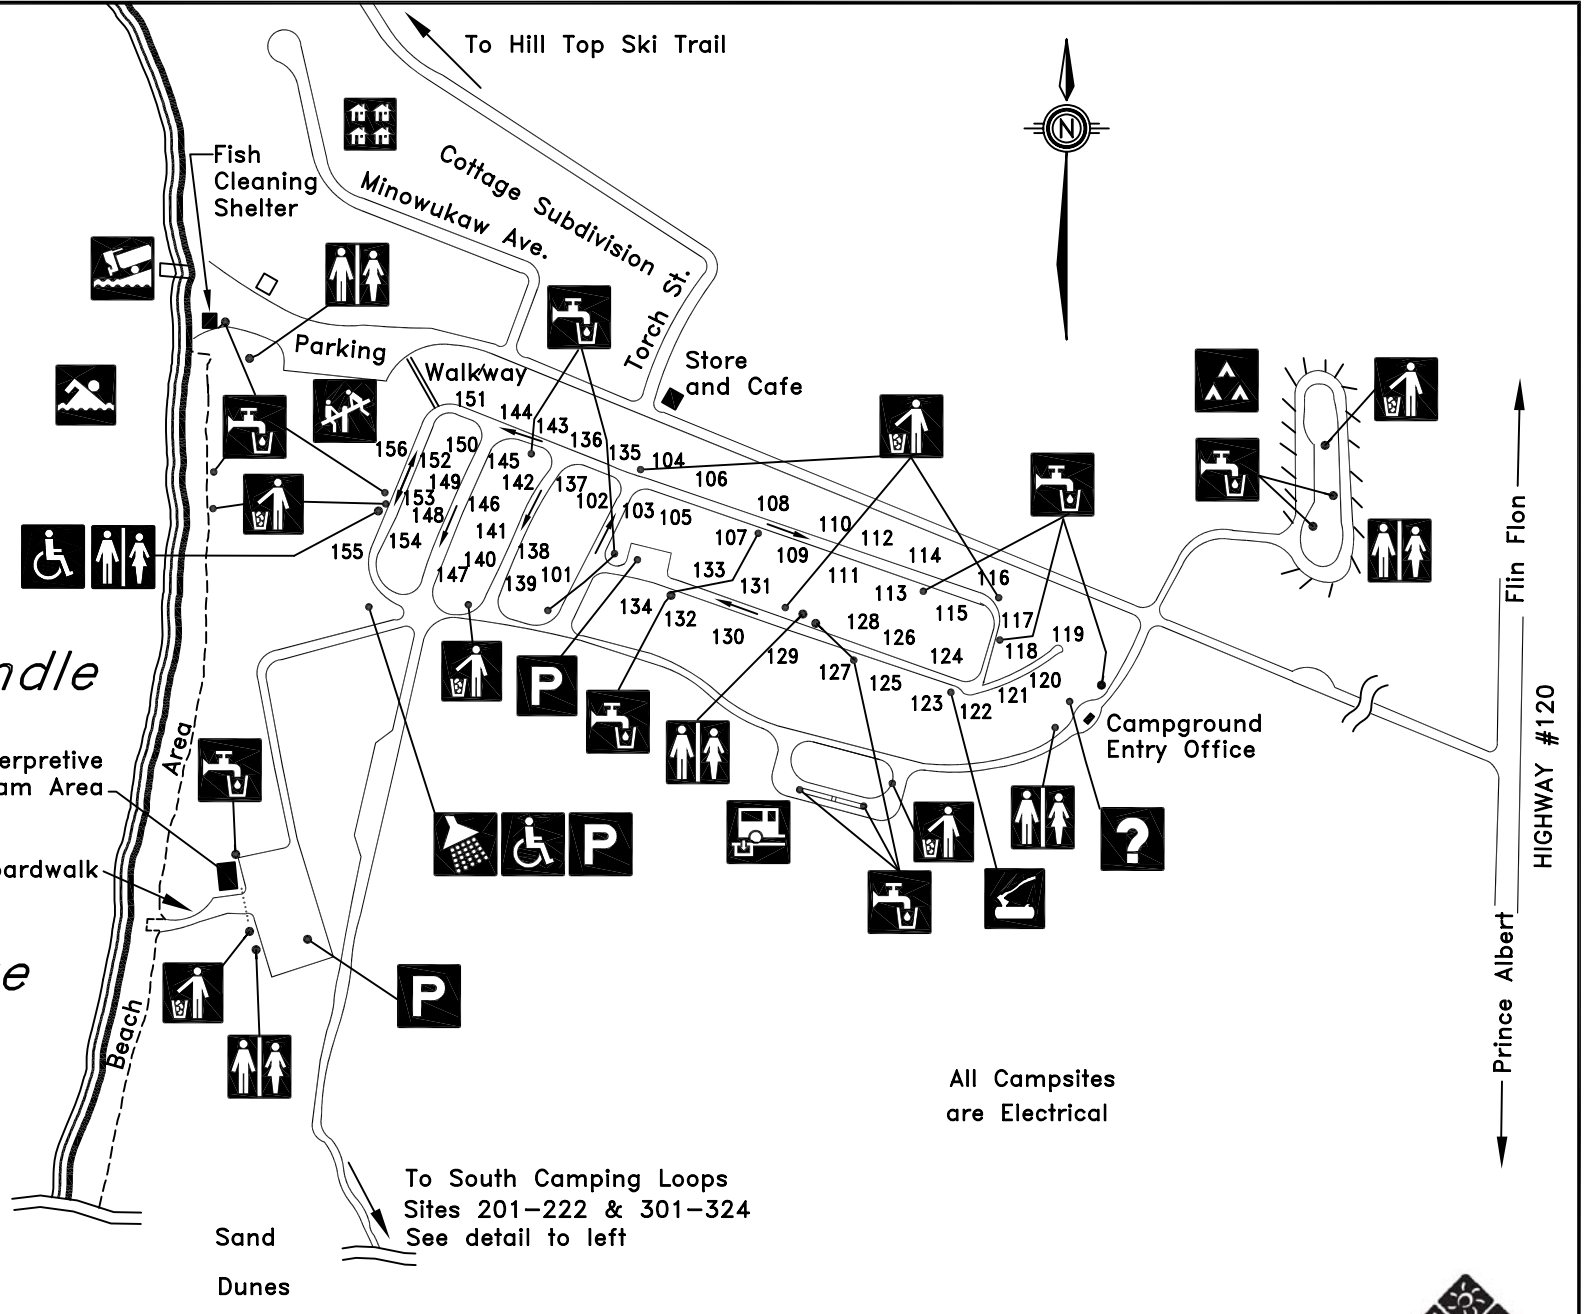 To Hill Top Ski Trail
N
Cottage Subdivision
Minowukaw Ave.
Torch St.
Fish
Cleaning
Shelter
Parking
Walkway
Store
and Cafe
151
144
143
136
135
104
106
108
110
112
114
116
156
150
152
145
149
142
137
102
103
105
153
146
148
141
107
109
154
155
138
140
147
139
101
133
131
111
113
115
117
134
132
130
128
126
118
119
129
127
124
125
120
121
123
122
Campground
Entry Office
Flin Flon
HIGHWAY #120
Prince Albert
ndle
erpretive
am Area
Area
ardwalk
P
P
P
?
e
Beach
All Campsites
are Electrical
To South Camping Loops
Sites 201-222 & 301-324
See detail to left
Sand
Dunes